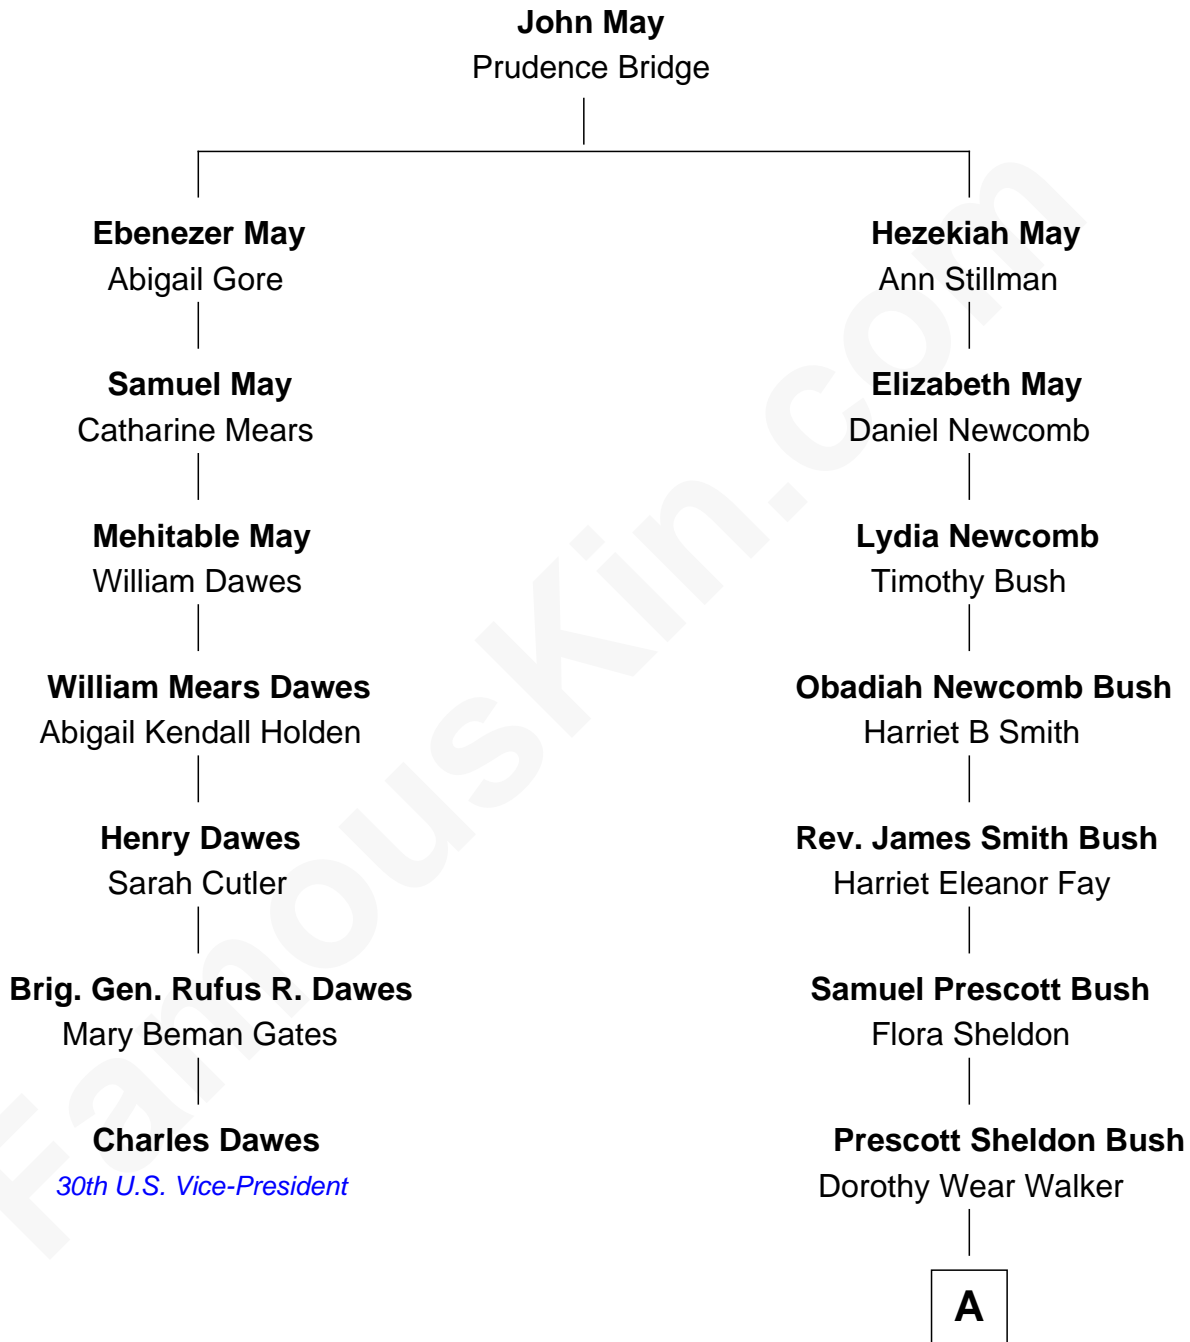 John May
Prudence Bridge
Ebenezer May
Abigail Gore
Hezekiah May
Ann Stillman
Samuel May
Catharine Mears
Elizabeth May
Daniel Newcomb
Mehitable May
William Dawes
Lydia Newcomb
Timothy Bush
William Mears Dawes
Abigail Kendall Holden
Obadiah Newcomb Bush
Harriet B Smith
Henry Dawes
Sarah Cutler
Rev. James Smith Bush
Harriet Eleanor Fay
Brig. Gen. Rufus R. Dawes
Mary Beman Gates
Samuel Prescott Bush
Flora Sheldon
Charles Dawes
30th U.S. Vice-President
Prescott Sheldon Bush
Dorothy Wear Walker
A
FamousKin.com